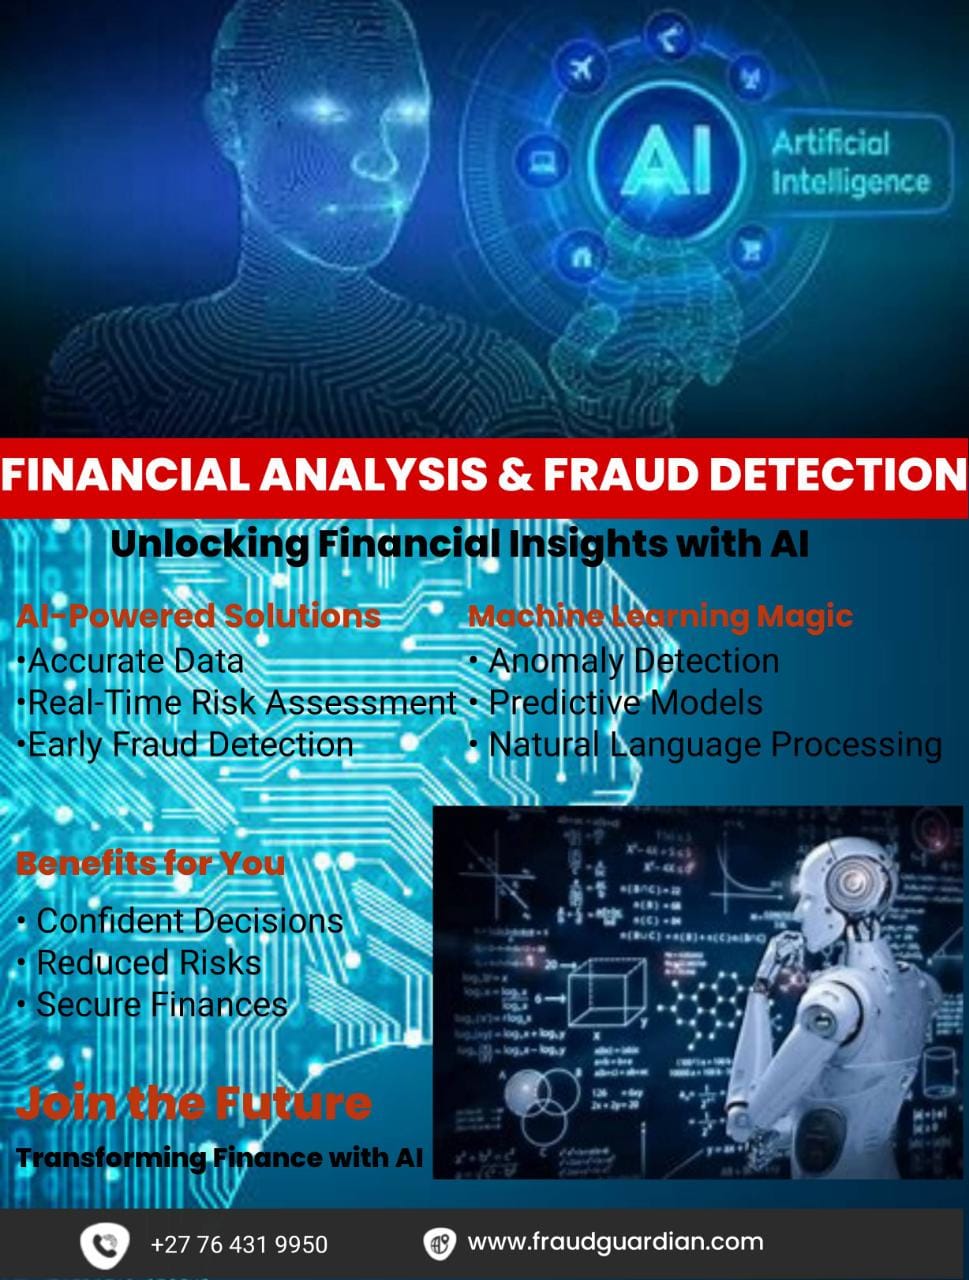 AI
Artificial
Intelligence
FINANCIAL ANALYSIS & FRAUD DETECTION
Unlocking Financial Insights with AI
AI-Powered Solutions
•Accurate Data
•Real-Time Risk Assessment
•Early Fraud Detection
Machine Learning Magic
• Anomaly Detection
• Predictive Models
• Natural Language Processing
Benefits for You
• Confident Decisions
• Reduced Risks
• Secure Finances
Join the Future
Transforming Finance with AI
+27 76 431 9950
www.fraudguardian.com